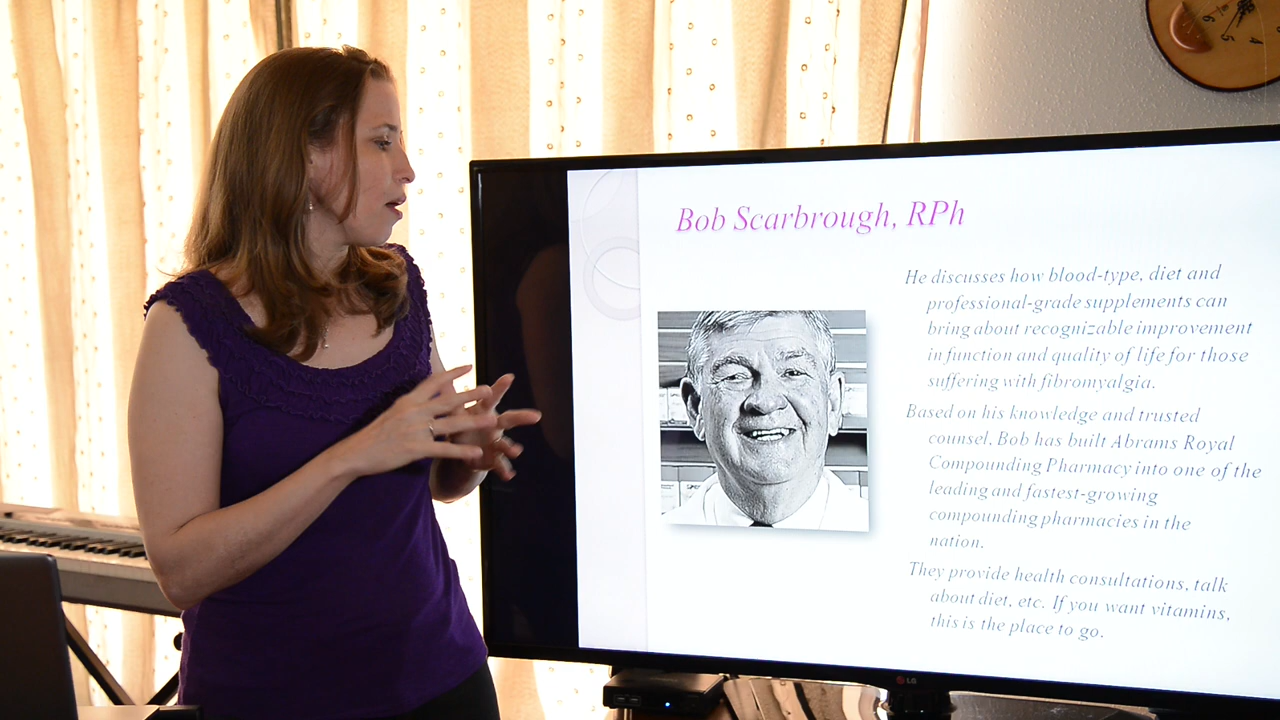 Bob Scarbrough, RPh
He discusses how blood-type, diet and
professional-grade supplements can
bring about recognizable improvement
in function and quality of life for those
suffering with fibromyalgia.
Based on his knowledge and trusted
counsel, Bob has built Abrams Royal
Compounding Pharmacy into one of the
leading and fastest-growing
compounding pharmacies in the
nation.
They provide health consultations, talk
about diet, etc. If you want vitamins,
this is the place to go.
LG
6
5
4